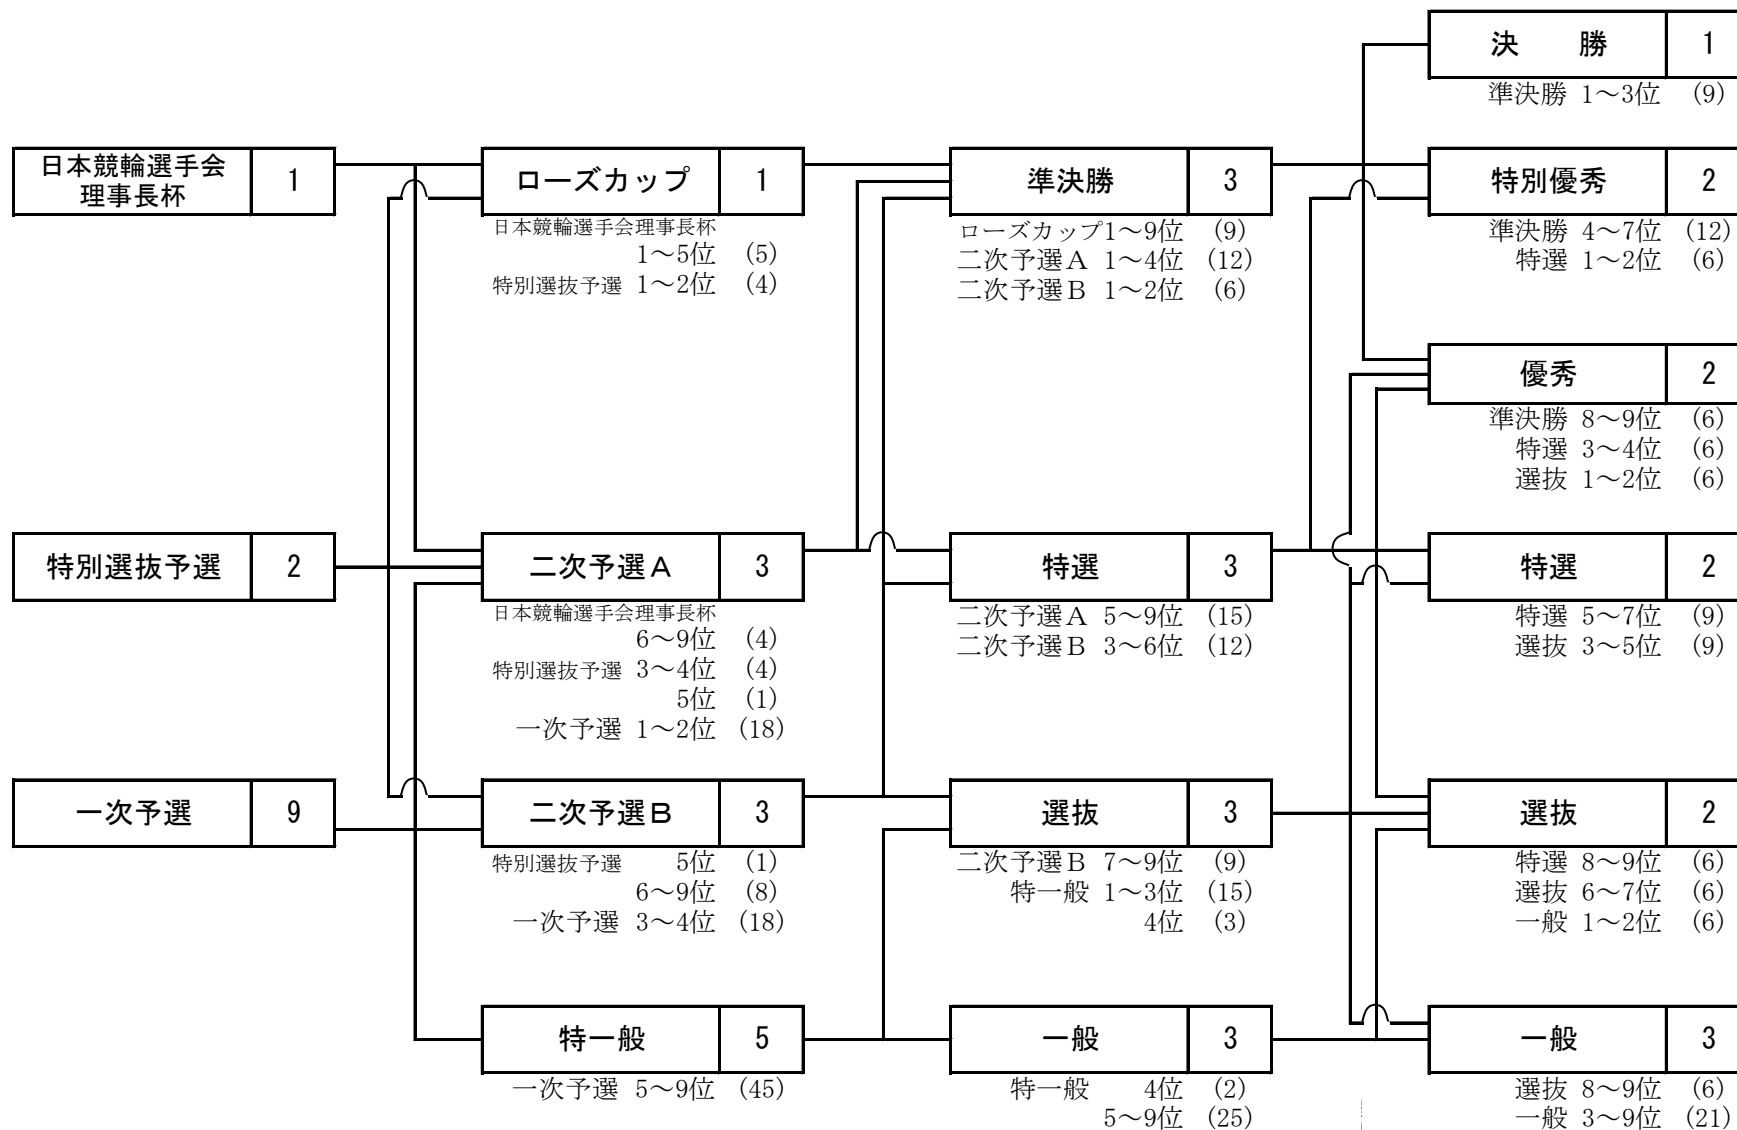 日本競輪選手会
理事長杯 1
特別選抜予選 2
一次予選 9
ローズカップ 1
日本競輪選手会理事長杯
1～5位 (5)
特別選抜予選 1～2位 (4)
二次予選A 3
日本競輪選手会理事長杯
6～9位 (4)
特別選抜予選 3～4位 (4)
5位 (1)
一次予選 1～2位 (18)
二次予選B 3
特別選抜予選 5位 (1)
6～9位 (8)
一次予選 3～4位 (18)
特一般 5
一次予選 5～9位 (45)
準決勝 3
ローズカップ1～9位 (9)
二次予選A 1～4位 (12)
二次予選B 1～2位 (6)
特選 3
二次予選A 5～9位 (15)
二次予選B 3～6位 (12)
選抜 3
二次予選B 7～9位 (9)
特一般 1～3位 (15)
4位 (3)
一般 3
特一般 4位 (2)
5～9位 (25)
決 勝 1
準決勝 1～3位 (9)
特別優秀 2
準決勝 4～7位 (12)
特選 1～2位 (6)
優秀 2
準決勝 8～9位 (6)
特選 3～4位 (6)
選抜 1～2位 (6)
特選 2
特選 5～7位 (9)
選抜 3～5位 (9)
選抜 2
特選 8～9位 (6)
選抜 6～7位 (6)
一般 1～2位 (6)
一般 3
選抜 8～9位 (6)
一般 3～9位 (21)